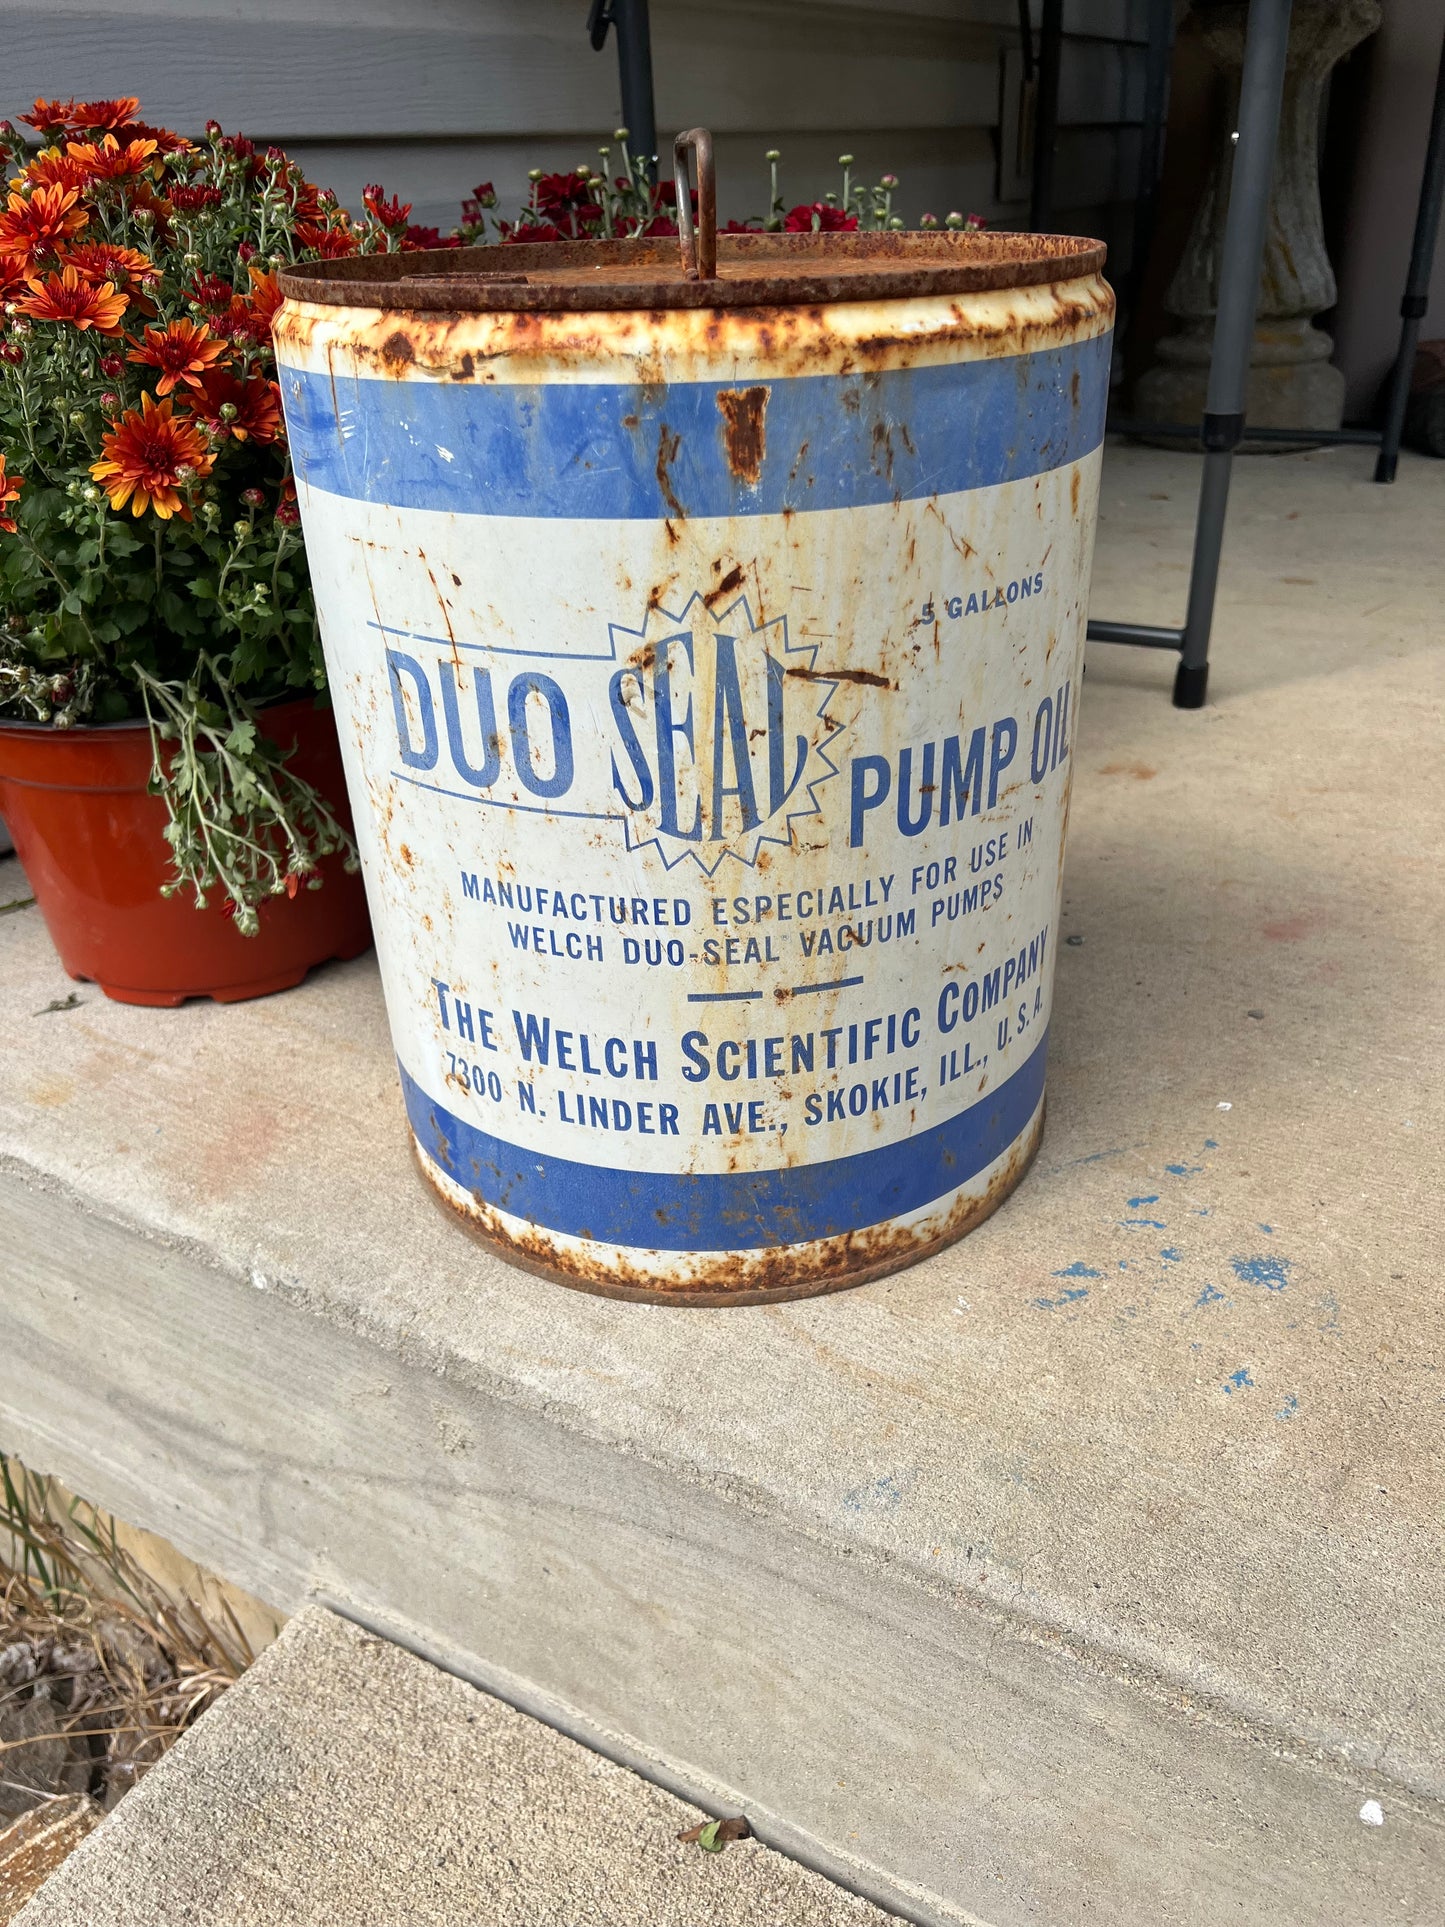 5 GALLONS
DUO SEAL PUMP OIL
MANUFACTURED ESPECIALLY FOR USE IN
WELCH DUO-SEAL VACUUM PUMPS
THE WELCH SCIENTIFIC COMPANY
7300 N. LINDER AVE., SKOKIE, ILL., U.S.A.